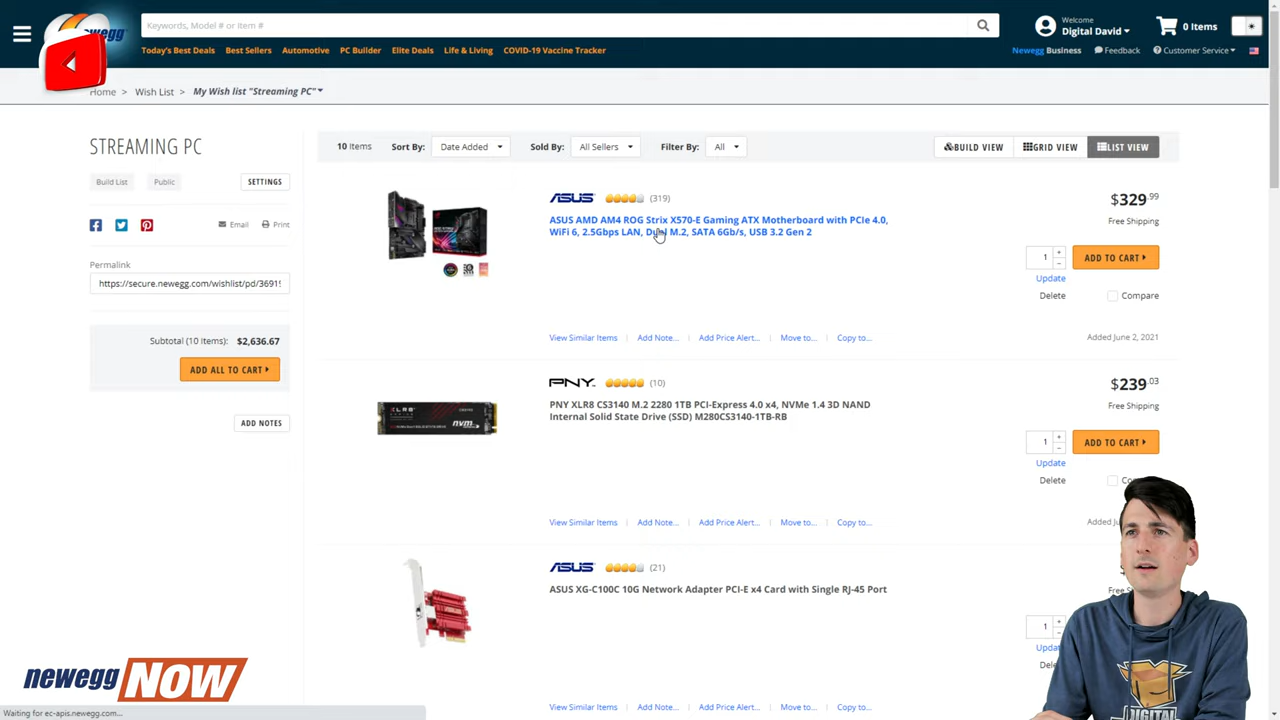 newegg
Keywords, Model # or Item #
Welcome
Digital David
0 Items
Today's Best Deals Best Sellers Automotive PC Builder Elite Deals Life & Living COVID-19 Vaccine Tracker
Newegg Business Feedback Customer Service
Home > Wish List > My Wish list "Streaming PC"
STREAMING PC
Build List Public SETTINGS
Email Print
Permalink
https://secure.newegg.com/wishlist/pd/3691
Subtotal (10 Items): $2,636.67
ADD ALL TO CART
ADD NOTES
10 Items Sort By: Date Added Sold By: All Sellers Filter By: All BUILD VIEW GRID VIEW LIST VIEW
ASUS (319)
ASUS AMD AM4 ROG Strix X570-E Gaming ATX Motherboard with PCIe 4.0,
WiFi 6, 2.5Gbps LAN, Dual M.2, SATA 6Gb/s, USB 3.2 Gen 2
$329.99
Free Shipping
1 ADD TO CART
Update
Delete Compare
View Similar Items Add Note... Add Price Alert... Move to... Copy to... Added June 2, 2021
PNY (10)
PNY XLR8 CS3140 M.2 2280 1TB PCI-Express 4.0 x4, NVMe 1.4 3D NAND
Internal Solid State Drive (SSD) M280CS3140-1TB-RB
$239.03
Free Shipping
1 ADD TO CART
Update
Delete
View Similar Items Add Note... Add Price Alert... Move to... Copy to...
ASUS (21)
ASUS XG-C100C 10G Network Adapter PCI-E x4 Card with Single RJ-45 Port
1
View Similar Items Add Note... Add Price Alert... Move to... Copy to...
newegg NOW
Waiting for ec-apis.newegg.com...
DIGITAL